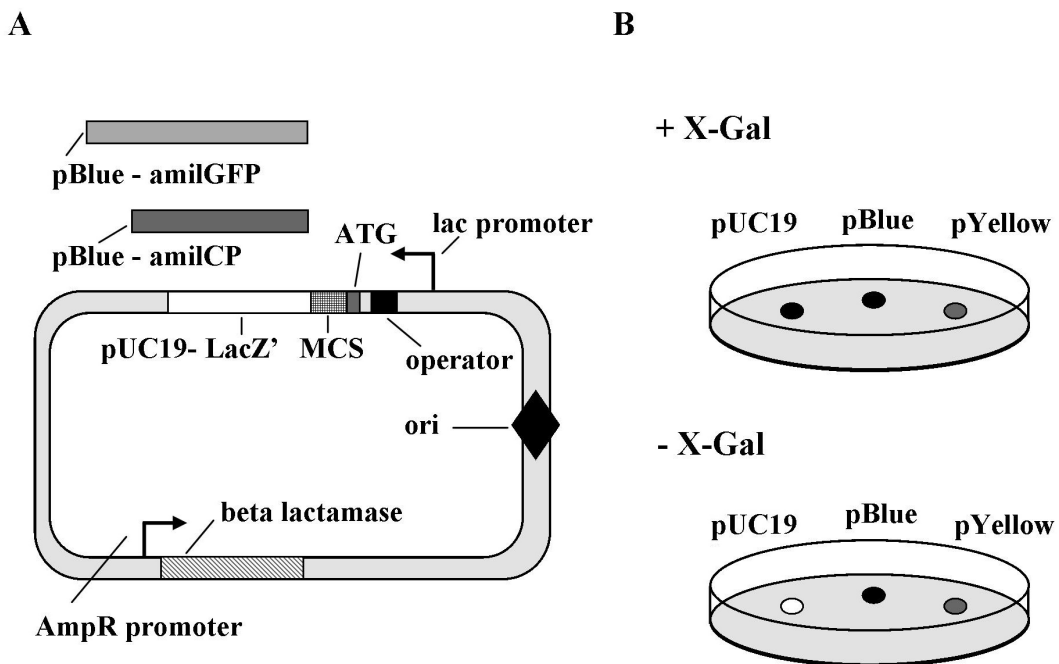 A
pBlue - amilGFP
pBlue - amilCP
ATG
lac promoter
pUC19- LacZ’
MCS
operator
ori
beta lactamase
AmpR promoter
B
+ X-Gal
pUC19
pBlue
pYellow
- X-Gal
pUC19
pBlue
pYellow